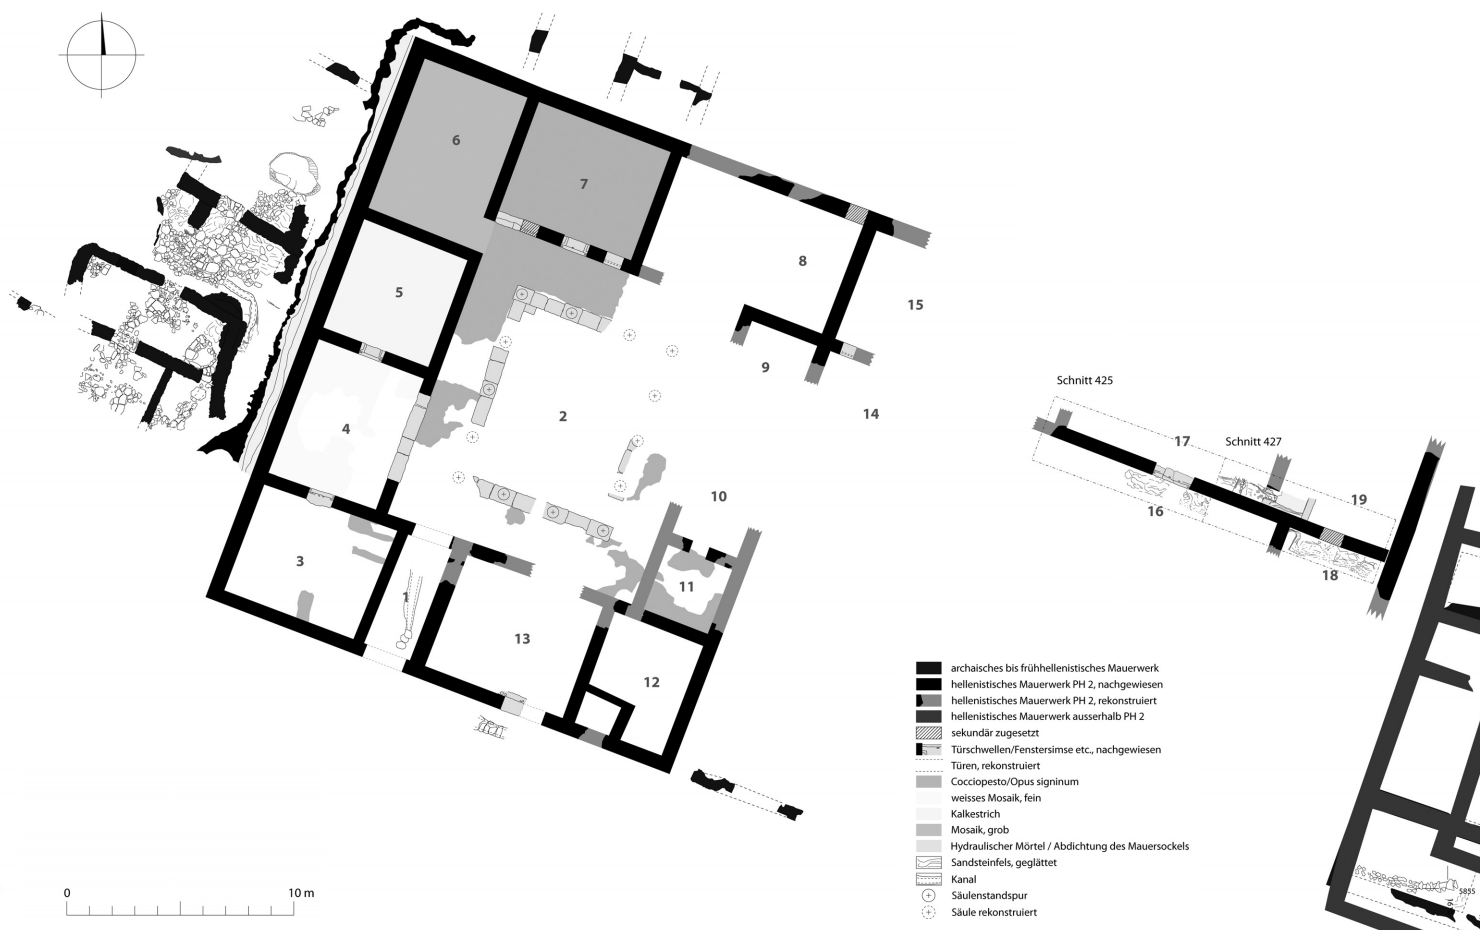 6
7
8
5
15
9
Schnitt 425
2
14
4
17
Schnitt 427
10
19
16
3
11
18
1
13
12
archaisches bis frühhellenistisches Mauerwerk
hellenistisches Mauerwerk PH 2, nachgewiesen
hellenistisches Mauerwerk PH 2, rekonstruiert
hellenistisches Mauerwerk ausserhalb PH 2
sekundär zugesetzt
Türschwellen/Fenstersimse etc., nachgewiesen
Türen, rekonstruiert
Cocciopesto/Opus signinum
weisses Mosaik, fein
Kalkestrich
Mosaik, grob
Hydraulischer Mörtel / Abdichtung des Mauersockels
Sandsteinfels, geglättet
Kanal
Säulenstandspur
Säule rekonstruiert
0 10 m
5855
16